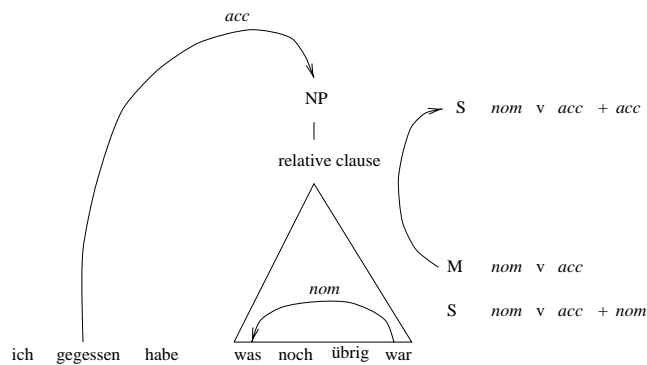 acc
NP
S nom v acc + acc
relative clause
M nom v acc
nom
S nom v acc + nom
ich gegessen habe was noch übrig war